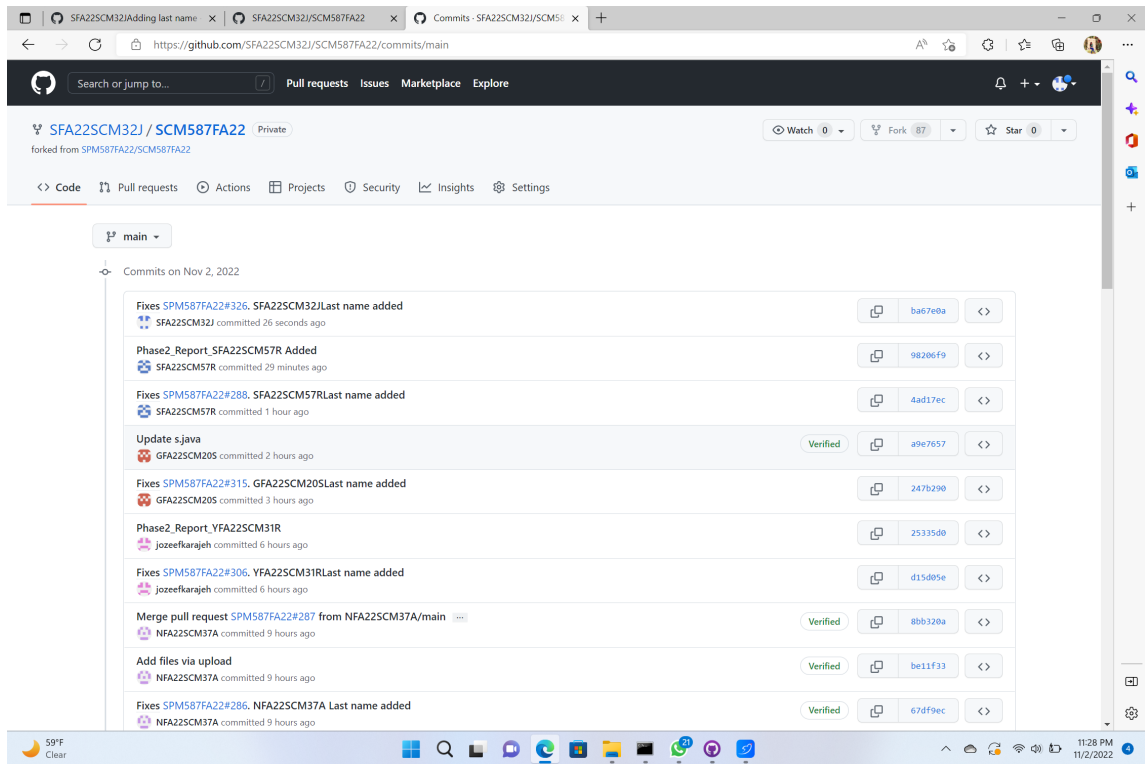 SFA22SCM32JAdding last name
SFA22SCM32J/SCM587FA22
Commits · SFA22SCM32J/SCM58
https://github.com/SFA22SCM32J/SCM587FA22/commits/main
Search or jump to...
/
Pull requests Issues Marketplace Explore
SFA22SCM32J / SCM587FA22 Private
Watch 0
Fork 87
Star 0
forked from SPM587FA22/SCM587FA22
<> Code Pull requests Actions Projects Security Insights Settings
main
Commits on Nov 2, 2022
Fixes SPM587FA22#326. SFA22SCM32JLast name added
SFA22SCM32J committed 26 seconds ago
ba67e0a
Phase2_Report_SFA22SCM57R Added
SFA22SCM57R committed 29 minutes ago
98206f9
Fixes SPM587FA22#288. SFA22SCM57RLast name added
SFA22SCM57R committed 1 hour ago
4ad17ec
Update s.java
GFA22SCM20S committed 2 hours ago
Verified
a9e7657
Fixes SPM587FA22#315. GFA22SCM20SLast name added
GFA22SCM20S committed 3 hours ago
247b290
Phase2_Report_YFA22SCM31R
jozeefkarajeh committed 6 hours ago
25335d0
Fixes SPM587FA22#306. YFA22SCM31RLast name added
jozeefkarajeh committed 6 hours ago
d15d05e
Merge pull request SPM587FA22#287 from NFA22SCM37A/main ...
NFA22SCM37A committed 9 hours ago
Verified
8bb320a
Add files via upload
NFA22SCM37A committed 9 hours ago
Verified
be11f33
Fixes SPM587FA22#286. NFA22SCM37A Last name added
NFA22SCM37A committed 9 hours ago
Verified
67df9ec
59°F
Clear
21
11:28 PM
11/2/2022
4